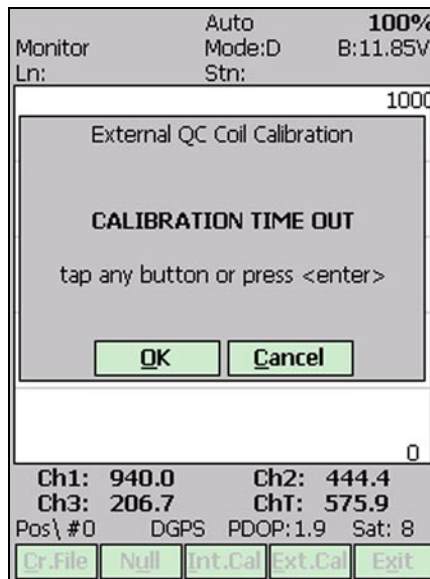 Auto 100%
Monitor Mode:D B:11.85V
Ln: Stn:
1000
External QC Coil Calibration
CALIBRATION TIME OUT
tap any button or press <enter>
OK Cancel
0
Ch1: 940.0 Ch2: 444.4
Ch3: 206.7 ChT: 575.9
Pos\ #0 DGPS PDOP:1.9 Sat: 8
Cr.File Null Int.Cal Ext.Cal Exit